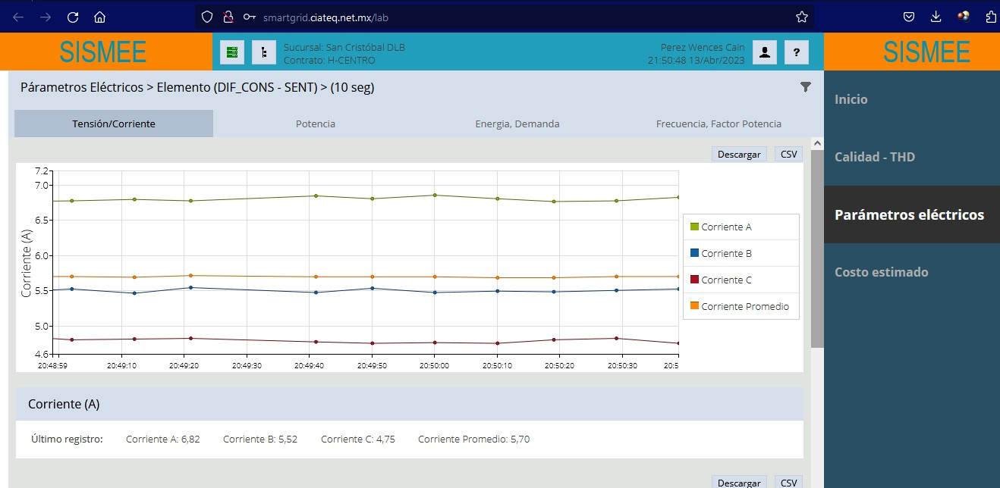 smartgrid.ciateq.net.mx/lab
SISMEE
Sucursal: San Cristóbal DLB
Contrato: H-CENTRO
Perez Wences Cain
21:50:48 13/Abr/2023
?
SISMEE
Párametros Eléctricos > Elemento (DIF_CONS - SENT) > (10 seg)
Tensión/Corriente
Potencia
Energia, Demanda
Frecuencia, Factor Potencia
Descargar
CSV
Corriente (A)
7.2
7.0
6.5
6.0
5.5
5.0
4.6
20:48:59
20:49:10
20:49:20
20:49:30
20:49:40
20:49:50
20:50:00
20:50:10
20:50:20
20:50:30
20:5
Corriente A
Corriente B
Corriente C
Corriente Promedio
Corriente (A)
Último registro: Corriente A: 6,82 Corriente B: 5,52 Corriente C: 4,75 Corriente Promedio: 5,70
Descargar
CSV
Inicio
Calidad - THD
Parámetros eléctricos
Costo estimado